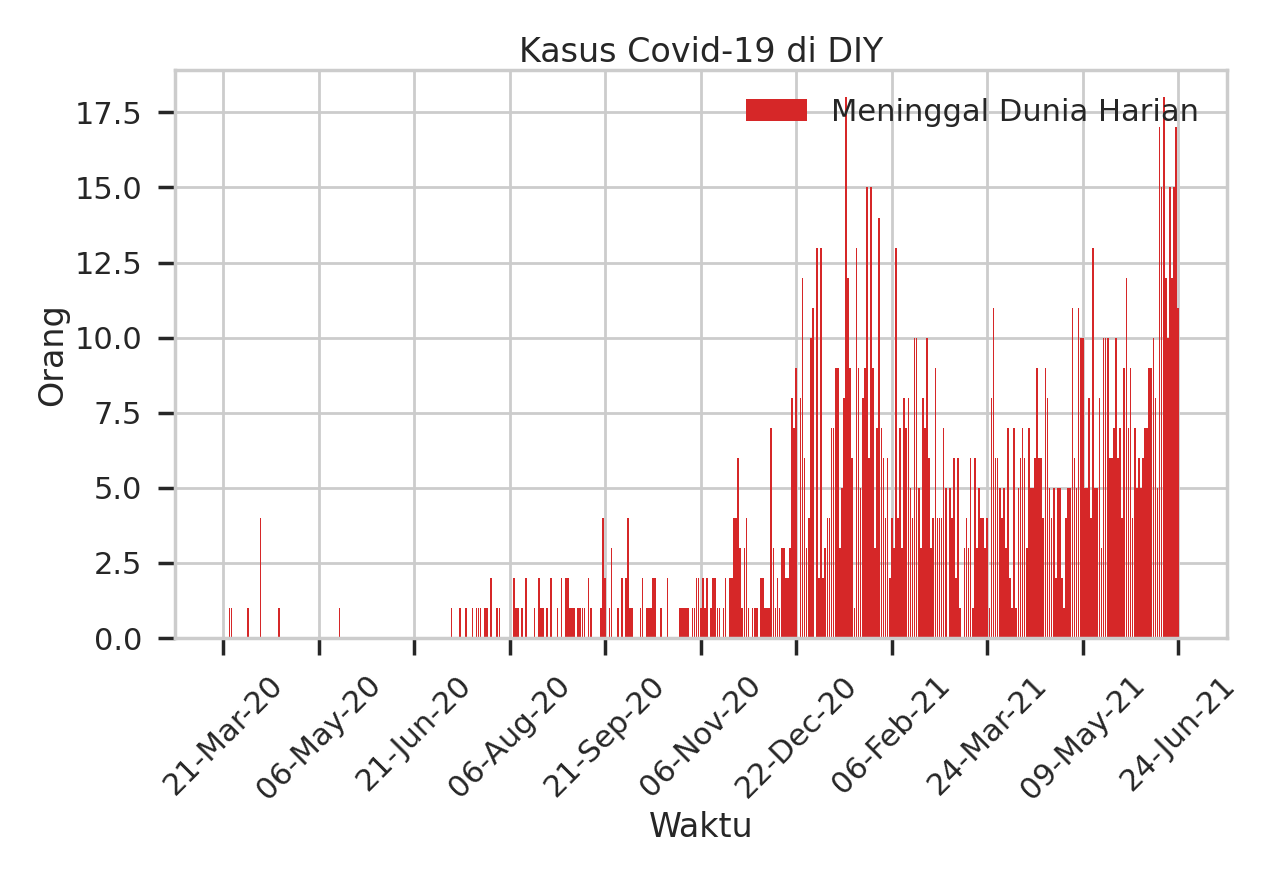 Kasus Covid-19 di DIY
Meninggal Dunia Harian
17.5
15.0
12.5
10.0
7.5
5.0
2.5
0.0
Orang
21-Mar-20
06-May-20
21-Jun-20
06-Aug-20
21-Sep-20
06-Nov-20
22-Dec-20
06-Feb-21
24-Mar-21
09-May-21
24-Jun-21
Waktu